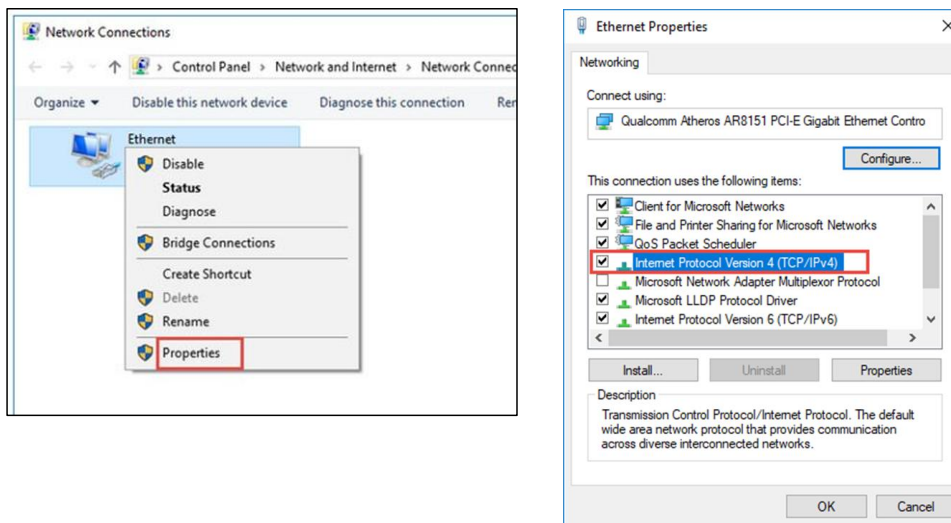 Network Connections
Control Panel > Network and Internet > Network Connec
Organize Disable this network device Diagnose this connection Rer
Ethernet
Disable
Status
Diagnose
Bridge Connections
Create Shortcut
Delete
Rename
Properties
Ethernet Properties
Networking
Connect using:
Qualcomm Atheros AR8151 PCI-E Gigabit Ethernet Contro
Configure...
This connection uses the following items:
Client for Microsoft Networks
File and Printer Sharing for Microsoft Networks
QoS Packet Scheduler
Internet Protocol Version 4 (TCP/IPv4)
Microsoft Network Adapter Multiplexor Protocol
Microsoft LLDP Protocol Driver
Internet Protocol Version 6 (TCP/IPv6)
Install... Uninstall Properties
Description
Transmission Control Protocol/Internet Protocol. The default
wide area network protocol that provides communication
across diverse interconnected networks.
OK Cancel